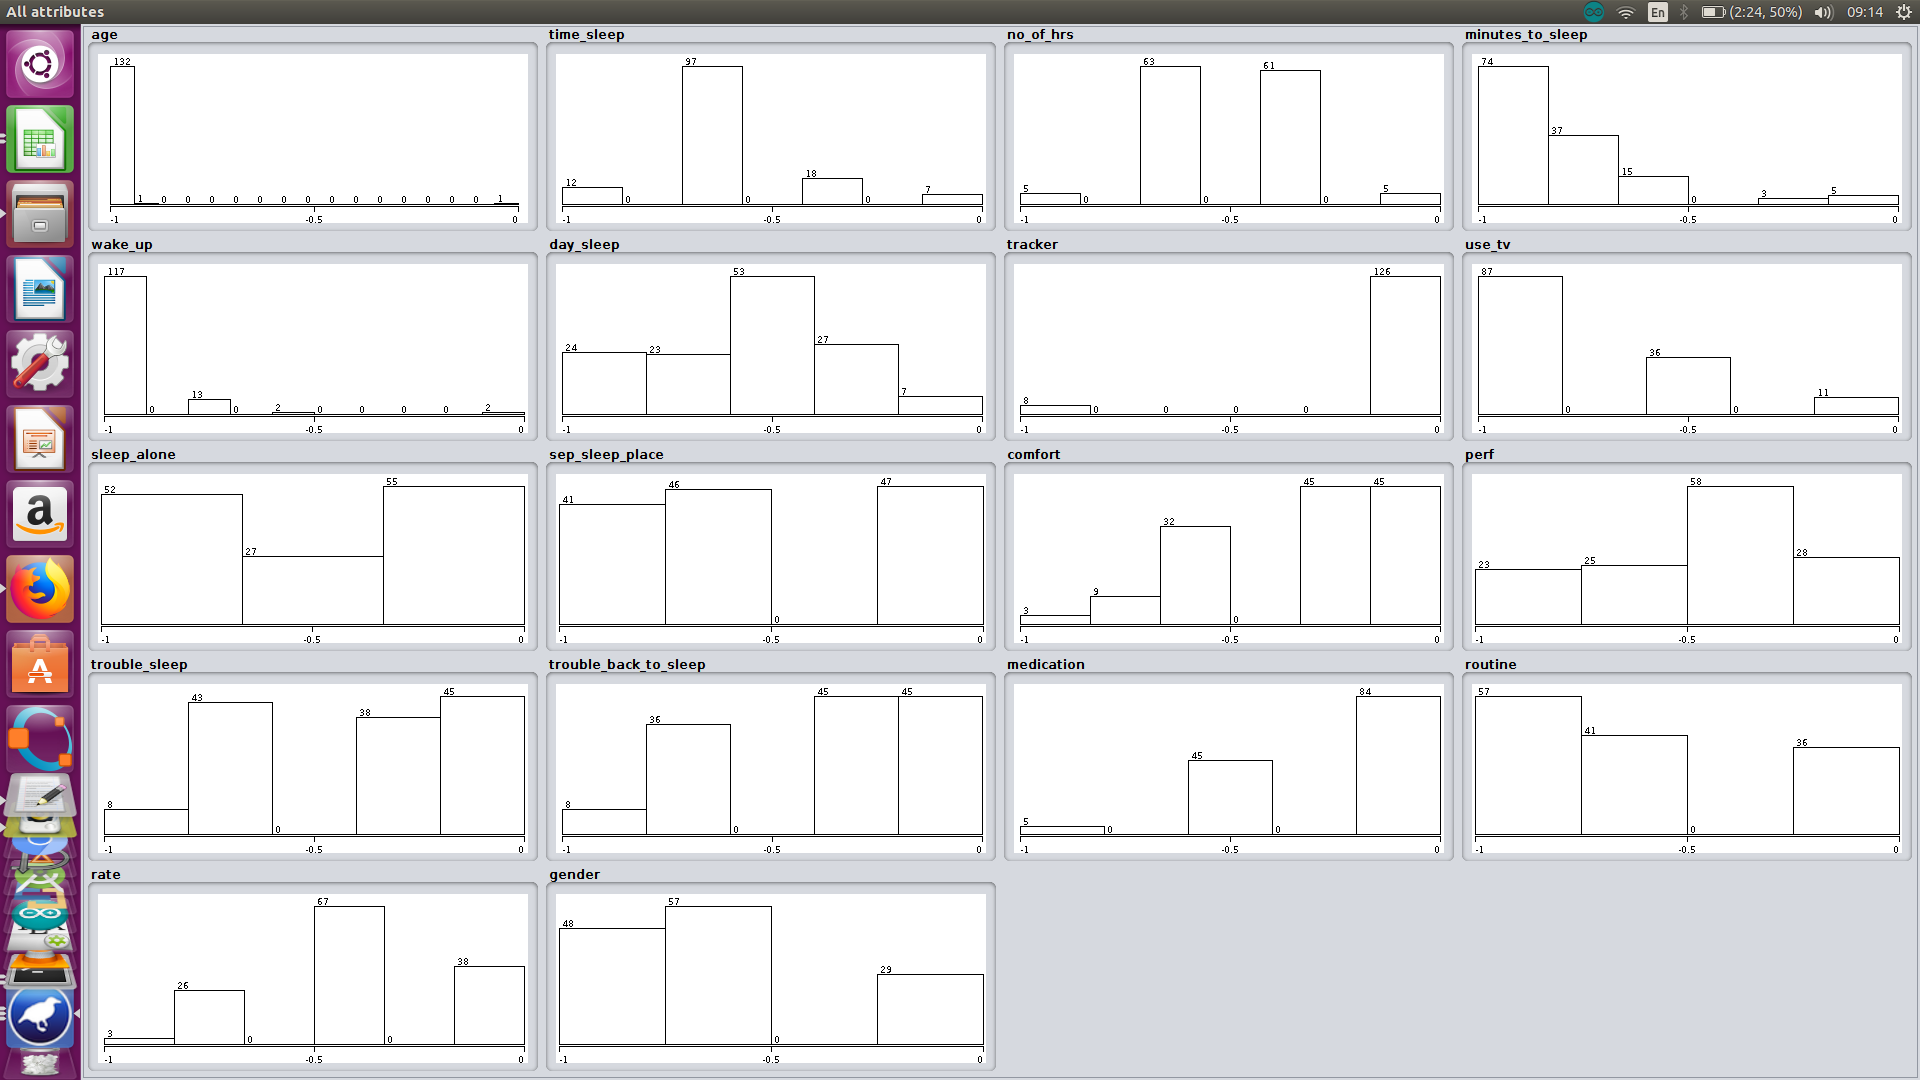 All attributes
En (2:24, 50%) 09:14
age time_sleep no_of_hrs minutes_to_sleep
132 1 0 0 0 0 0 0 0 0 0 0 0 0 0 0 1
-1 -0.5 0
12 0 97 0 18 0 7
-1 -0.5 0
5 0 63 0 61 0 5
-1 -0.5 0
74 37 15 0 3 5
-1 -0.5 0
wake_up day_sleep tracker use_tv
117 0 13 0 2 0 0 0 0 2
-1 -0.5 0
24 23 53 27 7
-1 -0.5 0
8 0 0 0 0 126
-1 -0.5 0
87 0 36 0 11
-1 -0.5 0
sleep_alone sep_sleep_place comfort perf
52 27 55
-1 -0.5 0
41 46 0 47
-1 -0.5 0
3 9 32 0 45 45
-1 -0.5 0
23 25 58 28
-1 -0.5 0
trouble_sleep trouble_back_to_sleep medication routine
8 43 0 38 45
-1 -0.5 0
8 36 0 45 45
-1 -0.5 0
5 0 45 0 84
-1 -0.5 0
57 41 0 36
-1 -0.5 0
rate gender
3 26 0 67 0 38
-1 -0.5 0
48 57 0 29
-1 -0.5 0